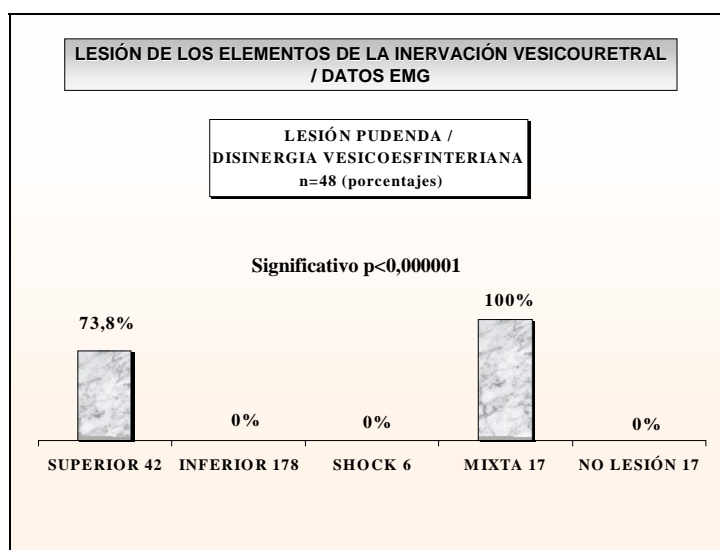 LESIÓN DE LOS ELEMENTOS DE LA INERVACIÓN VESICOURETRAL
/ DATOS EMG
LESIÓN PUDENDA /
DISINERGIA VESICOESFINTERIANA
n=48 (porcentajes)
Significativo p<0,000001
73,8%
0%
0%
100%
0%
SUPERIOR 42
INFERIOR 178
SHOCK 6
MIXTA 17
NO LESIÓN 17